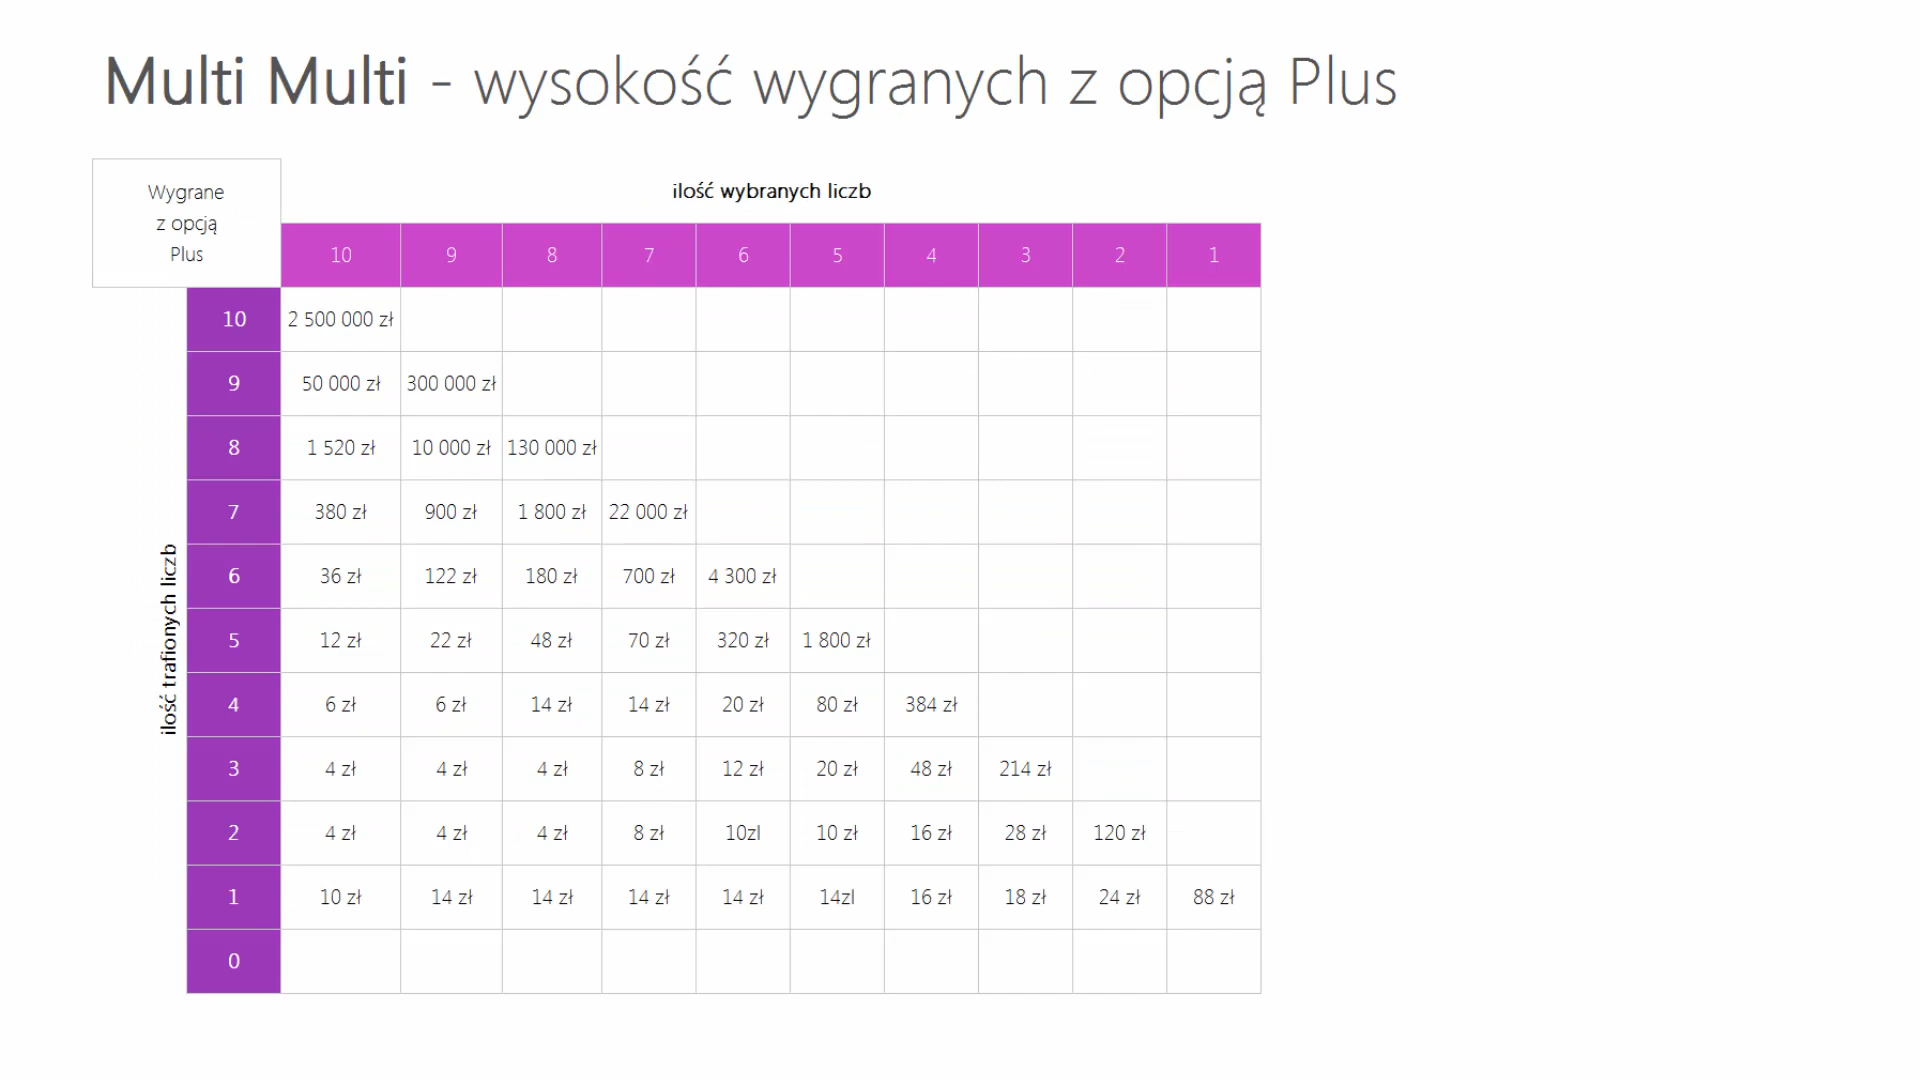 Multi Multi - wysokość wygranych z opcją Plus
Wygrane
z opcją
Plus
ilość wybranych liczb
10 9 8 7 6 5 4 3 2 1
ilość trafionych liczb
10 2 500 000 zł
9 50 000 zł 300 000 zł
8 1 520 zł 10 000 zł 130 000 zł
7 380 zł 900 zł 1 800 zł 22 000 zł
6 36 zł 122 zł 180 zł 700 zł 4 300 zł
5 12 zł 22 zł 48 zł 70 zł 320 zł 1 800 zł
4 6 zł 6 zł 14 zł 14 zł 20 zł 80 zł 384 zł
3 4 zł 4 zł 4 zł 8 zł 12 zł 20 zł 48 zł 214 zł
2 4 zł 4 zł 4 zł 8 zł 10zl 10 zł 16 zł 28 zł 120 zł
1 10 zł 14 zł 14 zł 14 zł 14 zł 14zl 16 zł 18 zł 24 zł 88 zł
0